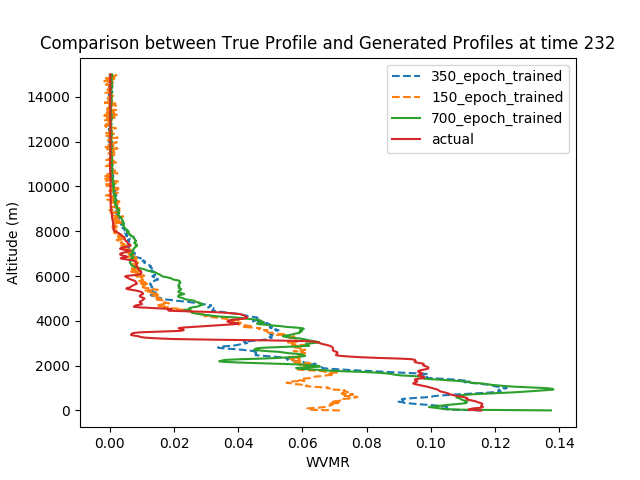 Comparison between True Profile and Generated Profiles at time 232
350_epoch_trained
150_epoch_trained
700_epoch_trained
actual
14000
12000
10000
8000
6000
4000
2000
0
Altitude (m)
0.00 0.02 0.04 0.06 0.08 0.10 0.12 0.14
WVMR